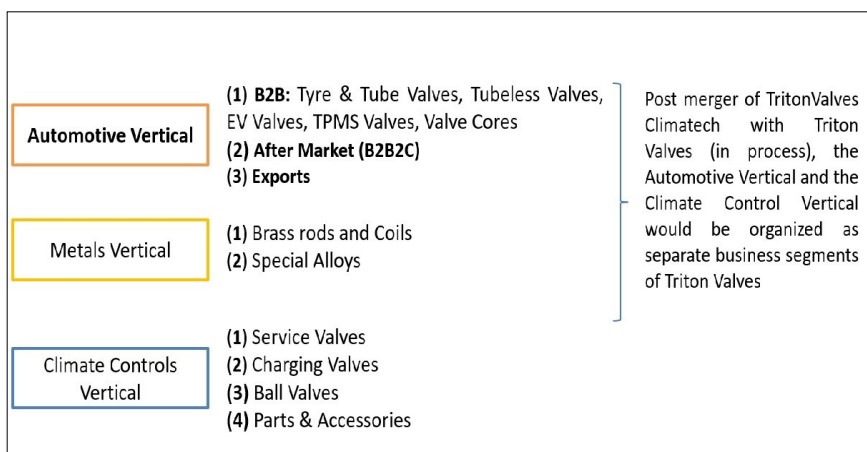 Automotive Vertical
(1) B2B: Tyre & Tube Valves, Tubeless Valves,
EV Valves, TPMS Valves, Valve Cores
(2) After Market (B2B2C)
(3) Exports
Metals Vertical
(1) Brass rods and Coils
(2) Special Alloys
Climate Controls
Vertical
(1) Service Valves
(2) Charging Valves
(3) Ball Valves
(4) Parts & Accessories
Post merger of TritonValves
Climatech with Triton
Valves (in process), the
Automotive Vertical and the
Climate Control Vertical
would be organized as
separate business segments
of Triton Valves